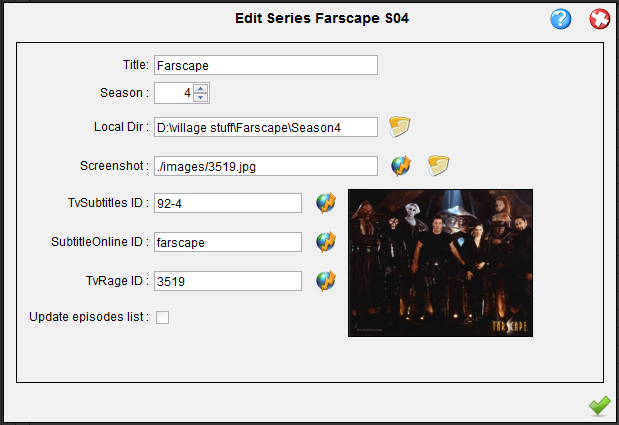 Edit Series Farscape S04
Title: Farscape
Season : 4
Local Dir : D:\village stuff\Farscape\Season4
Screenshot : ./images/3519.jpg
TvSubtitles ID : 92-4
SubtitleOnline ID : farscape
TvRage ID : 3519
FARSCAPE
Update episodes list :